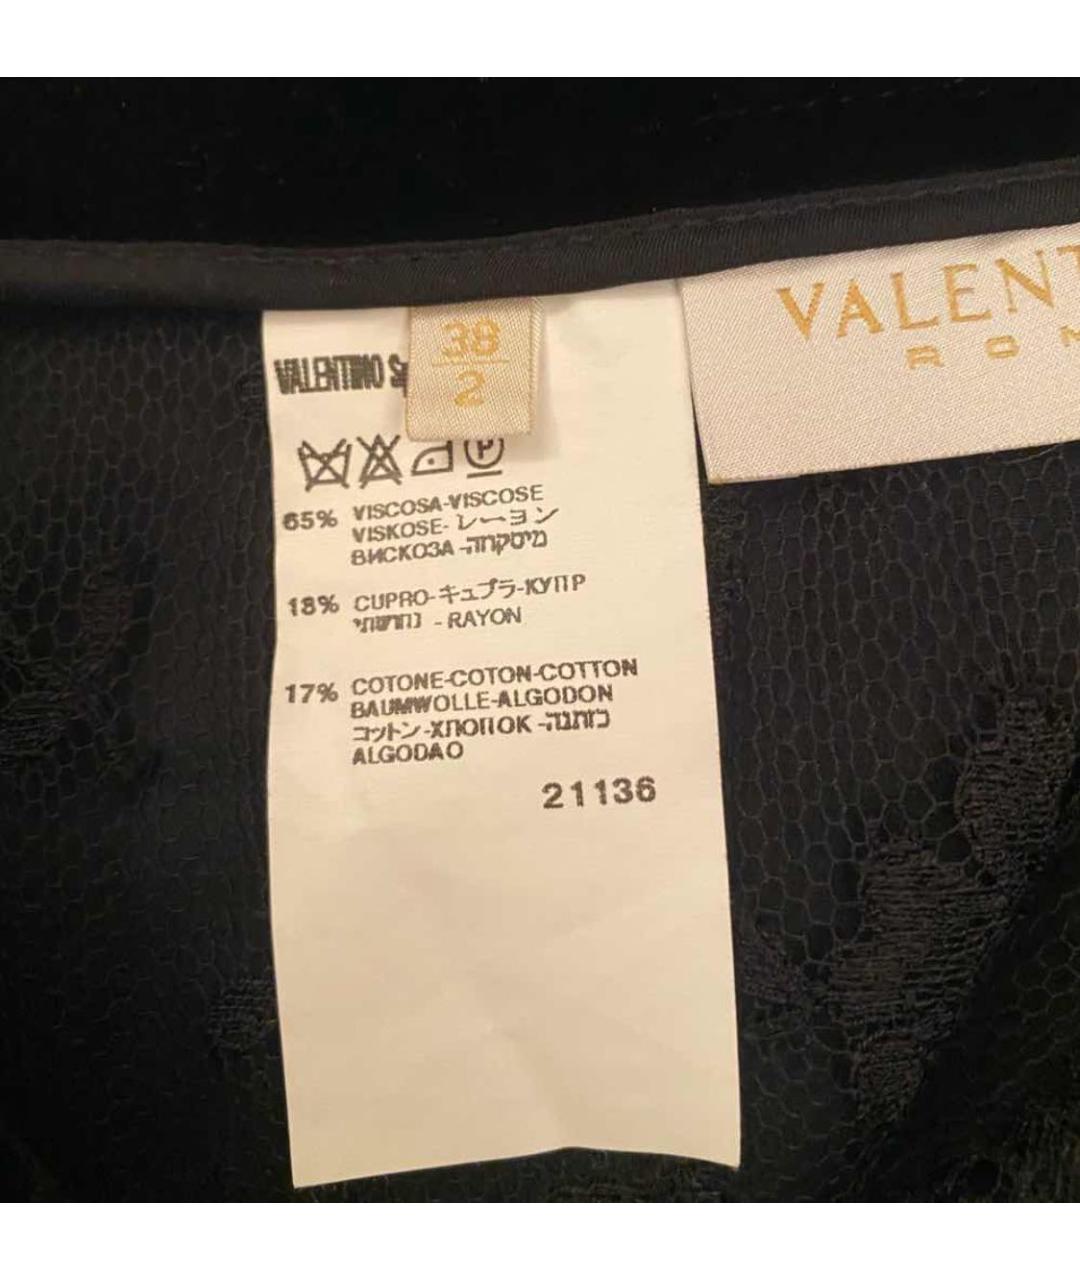 VALENTINO
38
2
VALENT
ROM
P
65% VISCOSA-VISCOSE
VISKOSE-レーヨン
ВИСКОЗА-מיסקחה
18% CUPRO-キュプラ-КУПР
- RAYON
17% COTONE-COTON-COTTON
BAUMWOLLE-ALGODON
コットン-ХЛОПОК-כותנה
ALGODAO
21136